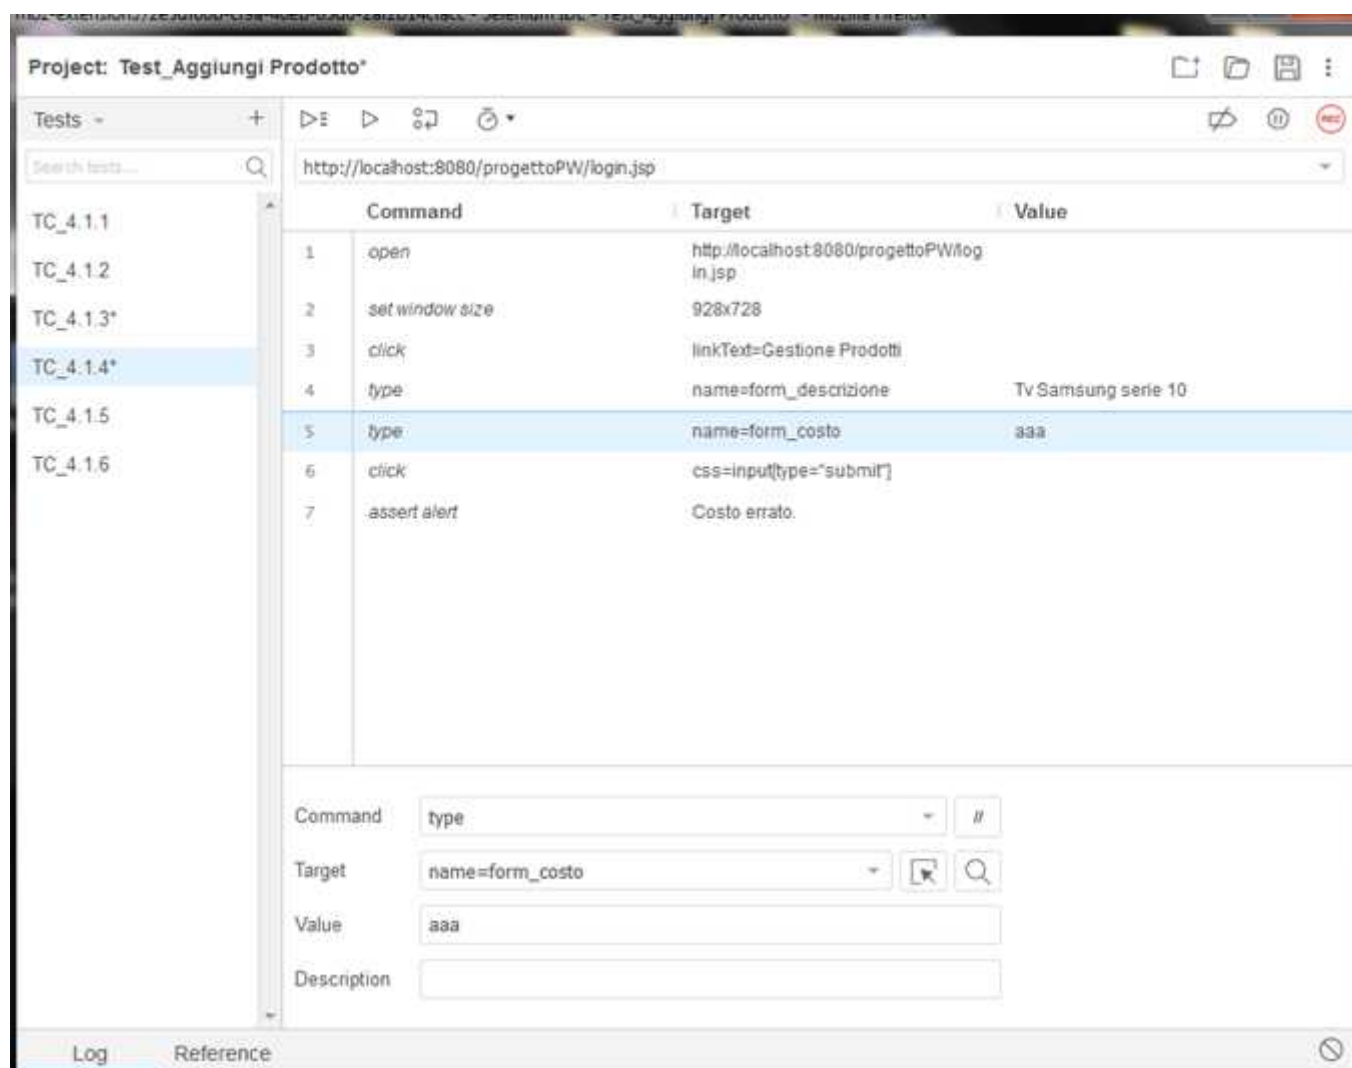 Project: Test_Aggiungi Prodotto*
Tests
+
Search tests...
http://localhost:8080/progettoPW/login.jsp
REC
TC_4.1.1
TC_4.1.2
TC_4.1.3*
TC_4.1.4*
TC_4.1.5
TC_4.1.6
Command Target Value
1 open http://localhost:8080/progettoPW/log
in.jsp
2 set window size 928x728
3 click linkText=Gestione Prodotti
4 type name=form_descrizione Tv Samsung serie 10
5 type name=form_costo aaa
6 click css=input[type="submit"]
7 assert alert Costo errato.
Command type //
Target name=form_costo
Value aaa
Description
Log Reference